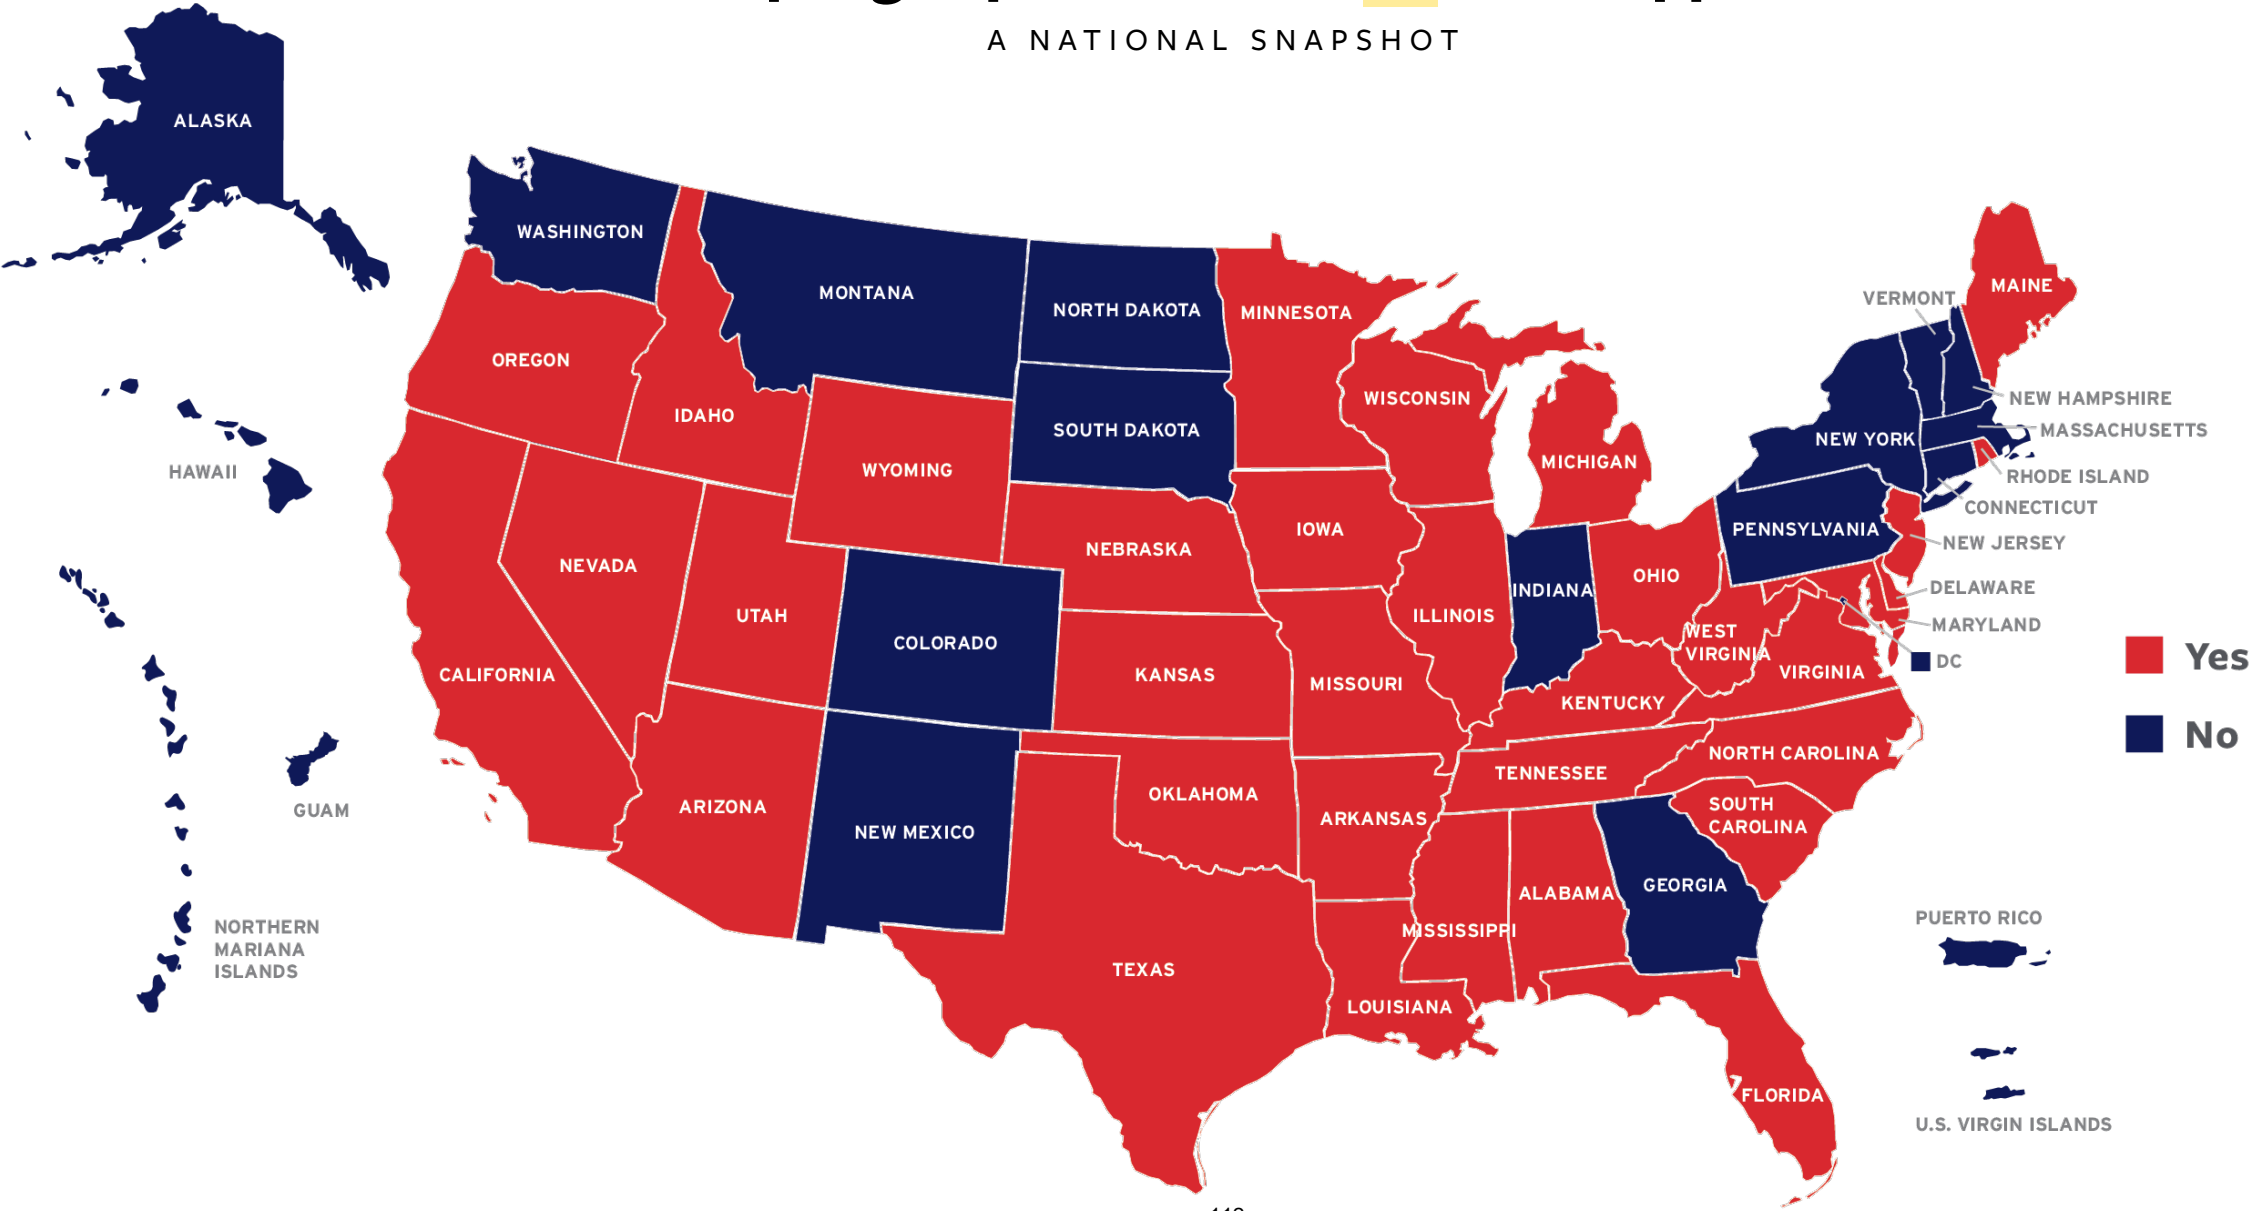 A NATIONAL SNAPSHOT
ALASKA
WASHINGTON
MONTANA
NORTH DAKOTA
MINNESOTA
VERMONT
MAINE
OREGON
IDAHO
WYOMING
SOUTH DAKOTA
WISCONSIN
MICHIGAN
NEW YORK
NEW HAMPSHIRE
MASSACHUSETTS
RHODE ISLAND
CONNECTICUT
HAWAII
NEVADA
UTAH
COLORADO
NEBRASKA
IOWA
ILLINOIS
INDIANA
OHIO
PENNSYLVANIA
NEW JERSEY
DELAWARE
MARYLAND
DC
CALIFORNIA
KANSAS
MISSOURI
KENTUCKY
WEST
VIRGINIA
VIRGINIA
Yes
No
GUAM
ARIZONA
NEW MEXICO
OKLAHOMA
ARKANSAS
TENNESSEE
NORTH CAROLINA
SOUTH
CAROLINA
NORTHERN
MARIANA
ISLANDS
TEXAS
LOUISIANA
MISSISSIPPI
ALABAMA
GEORGIA
FLORIDA
PUERTO RICO
U.S. VIRGIN ISLANDS